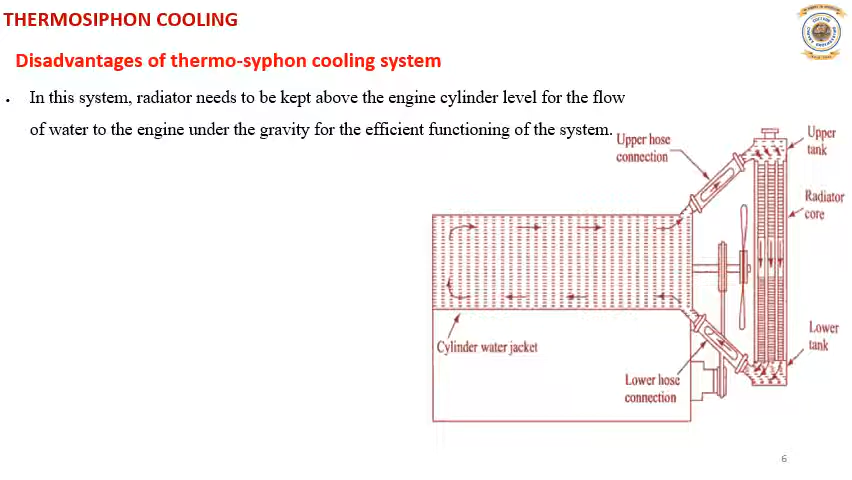 THERMOSIPHON COOLING
Disadvantages of thermo-syphon cooling system
• In this system, radiator needs to be kept above the engine cylinder level for the flow
of water to the engine under the gravity for the efficient functioning of the system.
Upper hose
connection
Upper
tank
Radiator
core
Cylinder water jacket
Lower
tank
Lower hose
connection
6